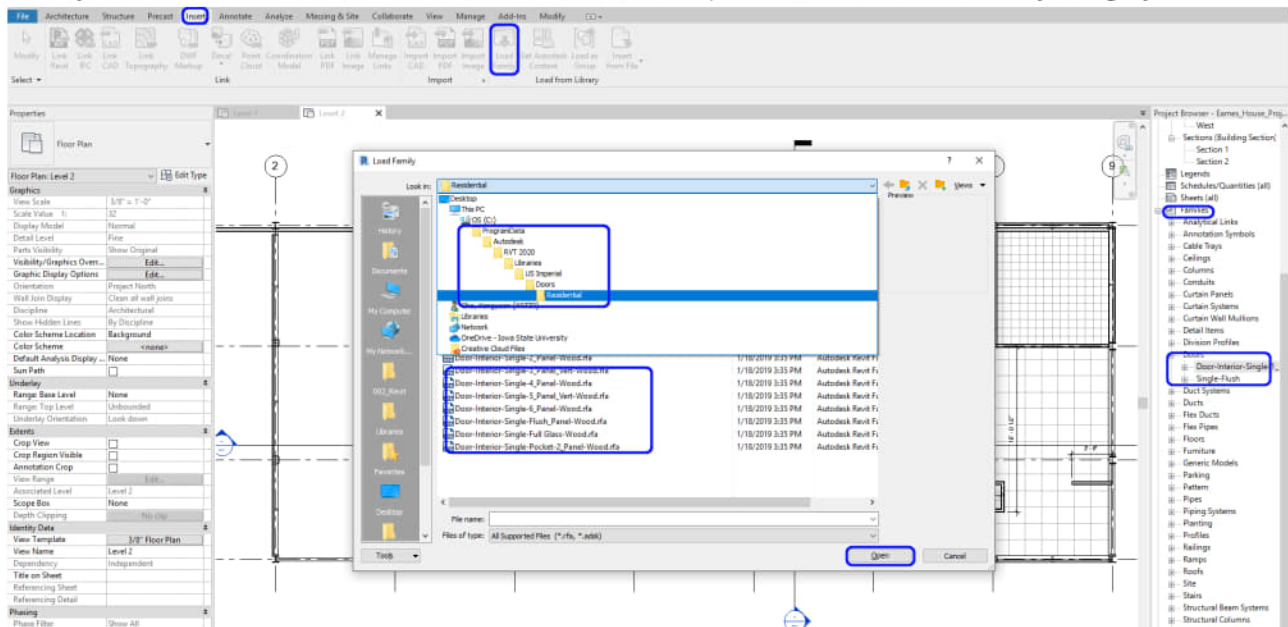 File Architecture Structure Precast Insert Annotate Analyze Massing & Site Collaborate View Manage Add-Ins Modify
Modify Link Revit Link IFC Link CAD Link Topography DWF Markup Decal Point Cloud Coordination Model Link PDF Link Image Manage Links Import CAD Import PDF Import Image Load Family Get Autodesk Content Load as Group Insert from File
Select Link Import Load from Library
Properties
Level 1 Level 2
Floor Plan
Floor Plan: Level 2 Edit Type
Graphics
View Scale 3/8" = 1'-0"
Scale Value 1: 32
Display Model Normal
Detail Level Fine
Parts Visibility Show Original
Visibility/Graphics Overr... Edit...
Graphic Display Options Edit...
Orientation Project North
Wall Join Display Clean all wall joins
Discipline Architectural
Show Hidden Lines By Discipline
Color Scheme Location Background
Color Scheme <none>
Default Analysis Display ... None
Sun Path
Underlay
Range: Base Level None
Range: Top Level Unbounded
Underlay Orientation Look down
Extents
Crop View
Crop Region Visible
Annotation Crop
View Range Edit...
Associated Level Level 2
Scope Box None
Depth Clipping No clip
Identity Data
View Template 3/8" Floor Plan
View Name Level 2
Dependency Independent
Title on Sheet
Referencing Sheet
Referencing Detail
Phasing
Phase Filter Show All
2
9
Load Family ? X
Look in: Residential Views
Preview
History
Documents
My Computer
My Network...
002_Revit
Libraries
Favorites
Desktop
Desktop
This PC
OS (C:)
ProgramData
Autodesk
RVT 2020
Libraries
US Imperial
Doors
Residential
Libraries
Network
OneDrive - Iowa State University
Creative Cloud Files
Door-Interior-Single-2_Panel-Wood.rfa 1/18/2019 3:35 PM Autodesk Revit Fa
Door-Interior-Single-3_Panel_Vert-Wood.rfa 1/18/2019 3:35 PM Autodesk Revit Fa
Door-Interior-Single-4_Panel-Wood.rfa 1/18/2019 3:35 PM Autodesk Revit Fa
Door-Interior-Single-5_Panel_Vert-Wood.rfa 1/18/2019 3:35 PM Autodesk Revit Fa
Door-Interior-Single-6_Panel-Wood.rfa 1/18/2019 3:35 PM Autodesk Revit Fa
Door-Interior-Single-Flush_Panel-Wood.rfa 1/18/2019 3:35 PM Autodesk Revit Fa
Door-Interior-Single-Full Glass-Wood.rfa 1/18/2019 3:35 PM Autodesk Revit Fa
Door-Interior-Single-Pocket-2_Panel-Wood.rfa 1/18/2019 3:35 PM Autodesk Revit Fa
File name:
Files of type: All Supported Files (*.rfa, *.adsk)
Tools Open Cancel
Project Browser - Eames_House_Proj...
West
Sections (Building Section)
Section 1
Section 2
Legends
Schedules/Quantities (all)
Sheets (all)
Families
Analytical Links
Annotation Symbols
Cable Trays
Ceilings
Columns
Conduits
Curtain Panels
Curtain Systems
Curtain Wall Mullions
Detail Items
Division Profiles
Doors
Door-Interior-Single-
Single-Flush
Duct Systems
Ducts
Flex Ducts
Flex Pipes
Floors
Furniture
Generic Models
Parking
Pattern
Pipes
Piping Systems
Planting
Profiles
Railings
Ramps
Roofs
Site
Stairs
Structural Beam Systems
Structural Columns